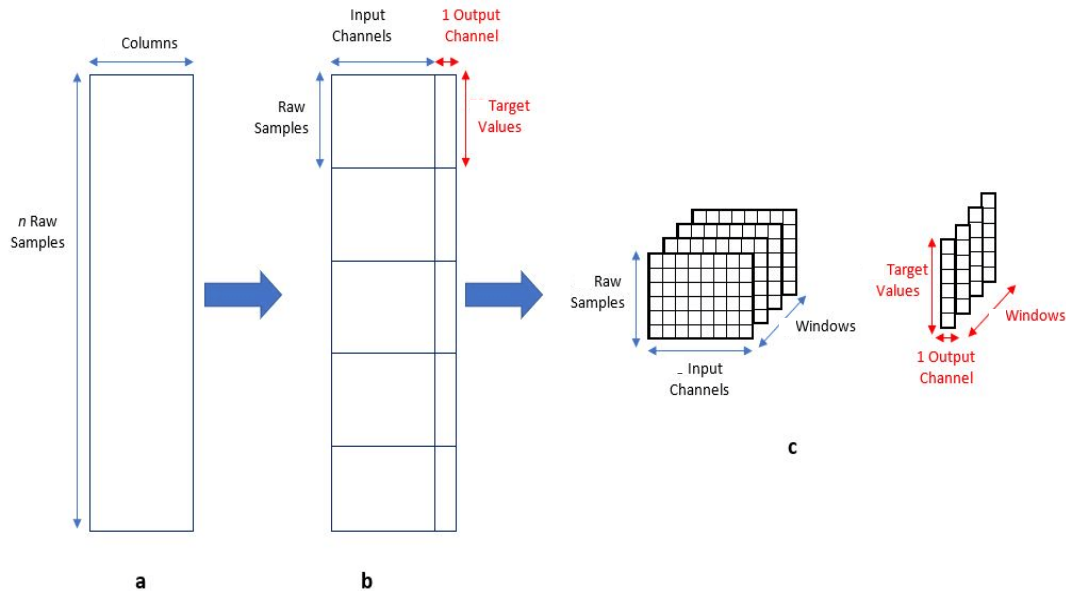 Columns
n Raw
Samples
a
Input
Channels
1 Output
Channel
Raw
Samples
Target
Values
b
Raw
Samples
_ Input
Channels
Windows
Target
Values
Windows
1 Output
Channel
c